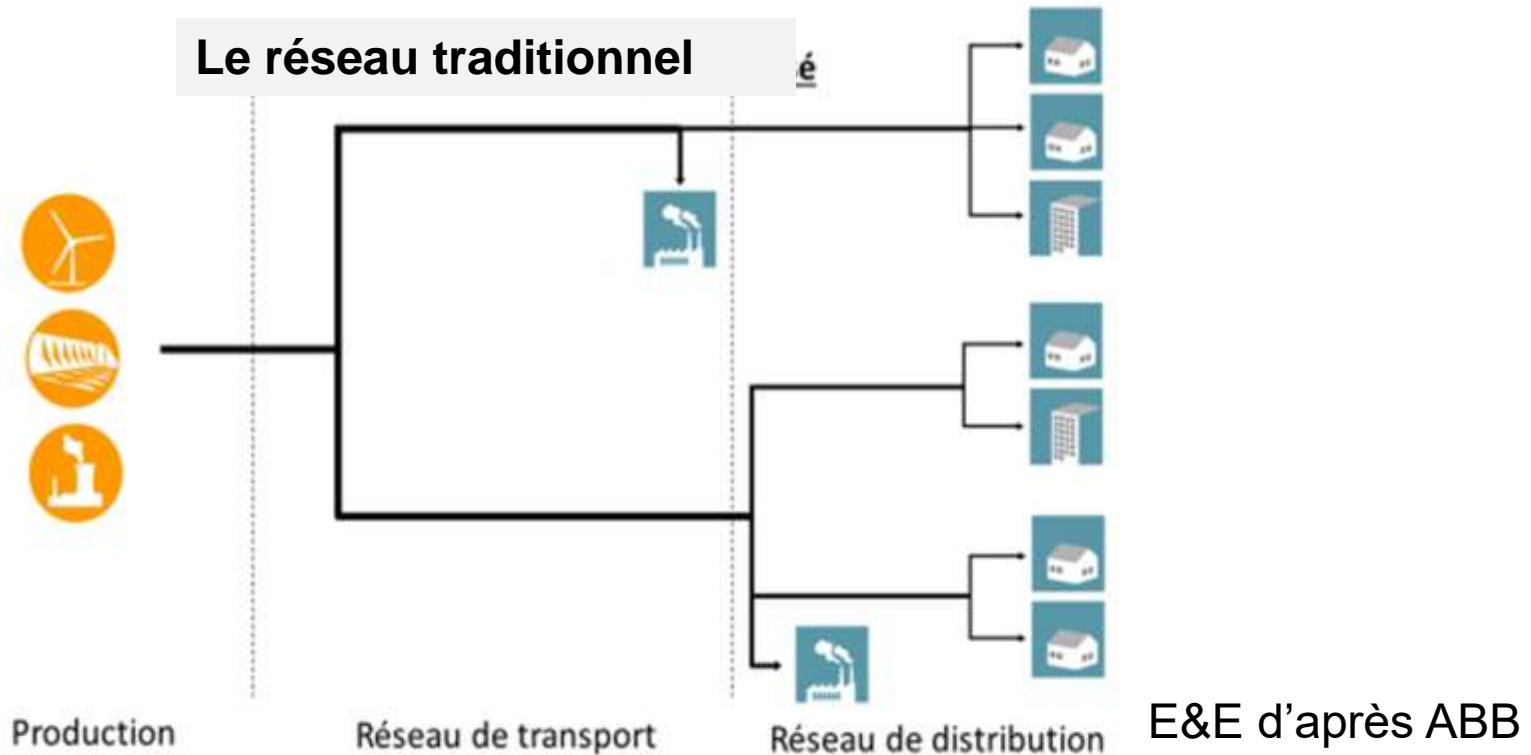 Le réseau traditionnel
Production
Réseau de transport
Réseau de distribution
E&E d’après ABB